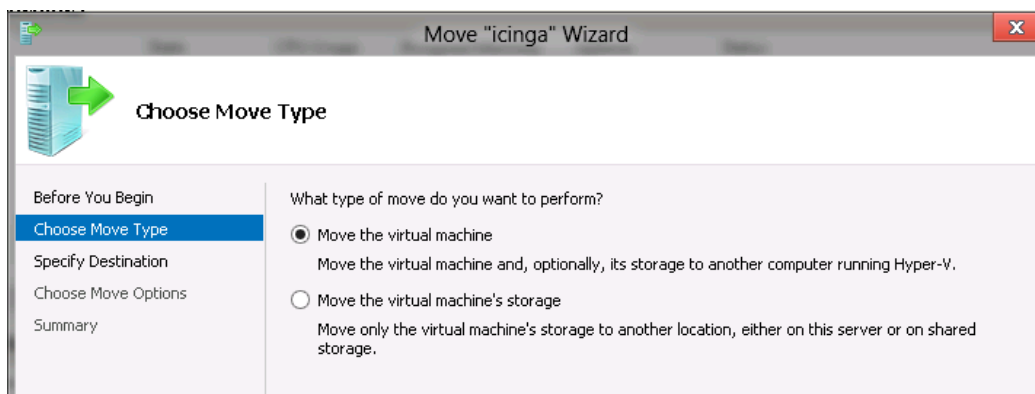 Move "icinga" Wizard
Choose Move Type
Before You Begin
Choose Move Type
Specify Destination
Choose Move Options
Summary
What type of move do you want to perform?
Move the virtual machine
Move the virtual machine and, optionally, its storage to another computer running Hyper-V.
Move the virtual machine's storage
Move only the virtual machine's storage to another location, either on this server or on shared
storage.